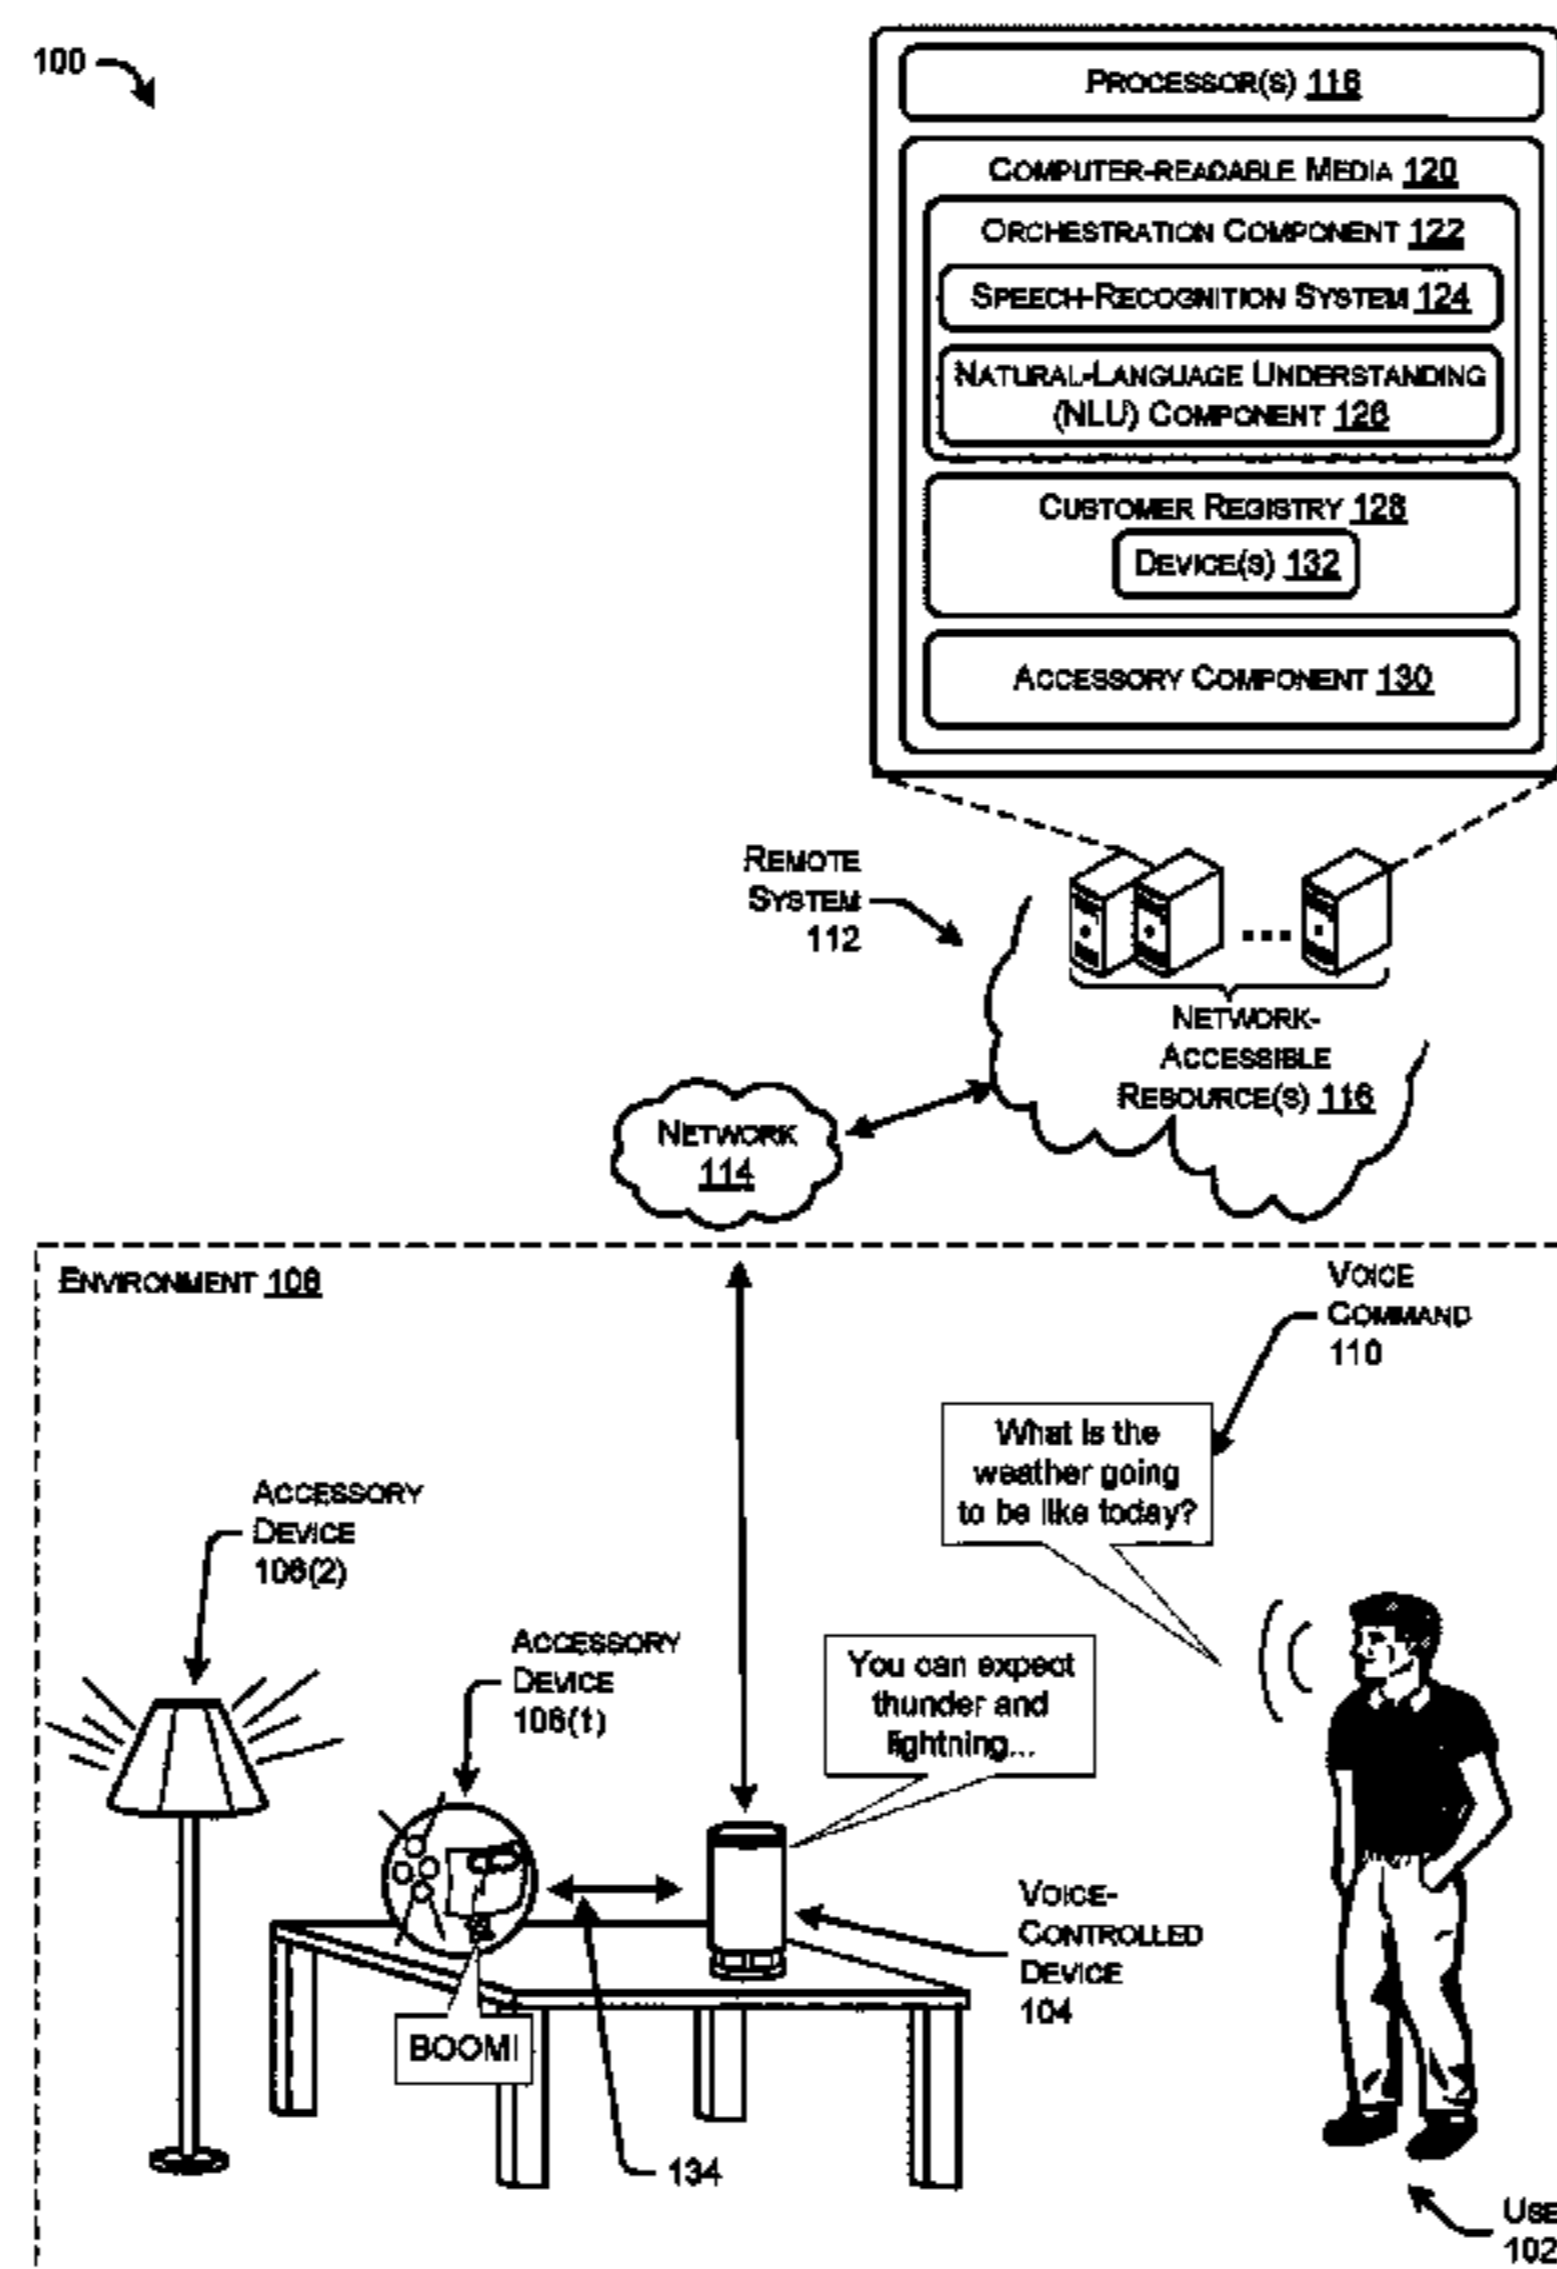 100
PROCESSOR(S) 118
COMPUTER-READABLE MEDIA 120
ORCHESTRATION COMPONENT 122
SPEECH-RECOGNITION SYSTEM 124
NATURAL-LANGUAGE UNDERSTANDING
(NLU) COMPONENT 126
CUSTOMER REGISTRY 128
DEVICE(S) 132
ACCESSORY COMPONENT 130
REMOTE
SYSTEM
112
NETWORK-
ACCESSIBLE
RESOURCE(S) 116
NETWORK
114
ENVIRONMENT 108
VOICE
COMMAND
110
What is the
weather going
to be like today?
ACCESSORY
DEVICE
106(2)
ACCESSORY
DEVICE
106(1)
You can expect
thunder and
lightning...
VOICE-
CONTROLLED
DEVICE
104
BOOM!
134
USE
102